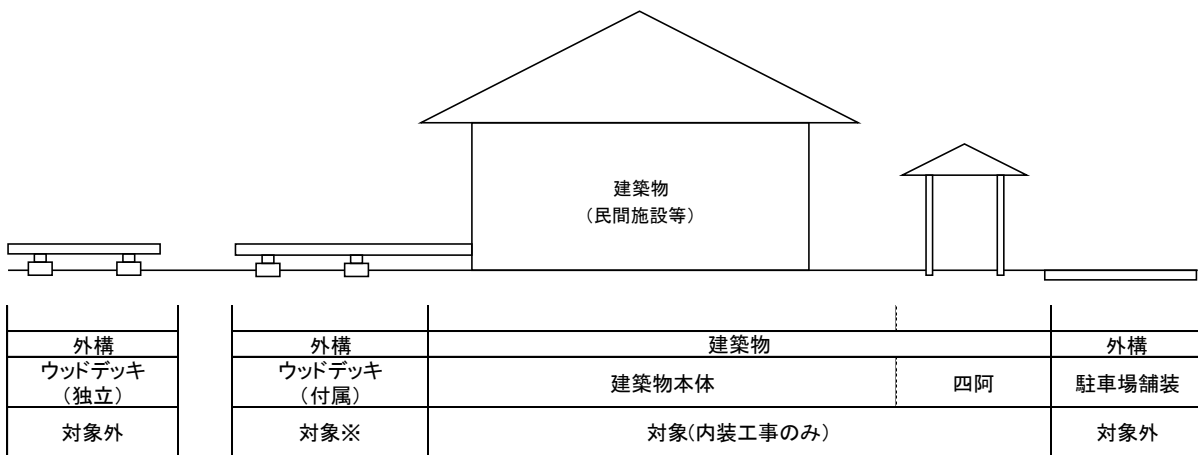 建築物
（民間施設等）
外構
外構
建築物
外構
ウッドデッキ
（独立）
ウッドデッキ
（付属）
建築物本体
四阿
駐車場舗装
対象外
対象※
対象(内装工事のみ)
対象外